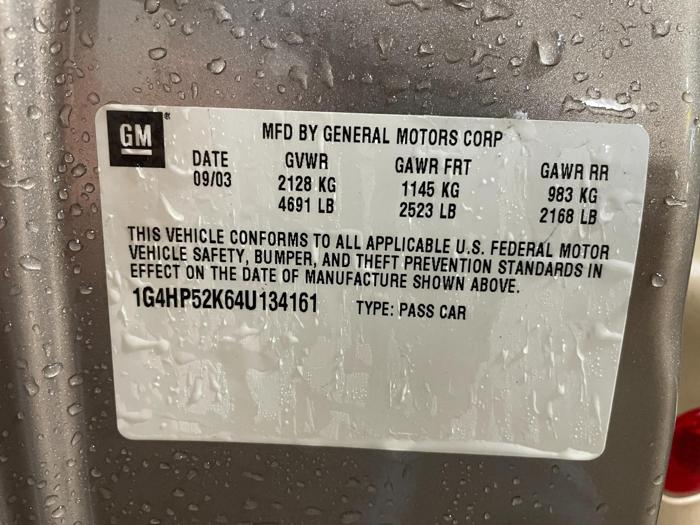 GM ®
MFD BY GENERAL MOTORS CORP
DATE GVWR GAWR FRT GAWR RR
09/03 2128 KG 1145 KG 983 KG
4691 LB 2523 LB 2168 LB
THIS VEHICLE CONFORMS TO ALL APPLICABLE U.S. FEDERAL MOTOR
VEHICLE SAFETY, BUMPER, AND THEFT PREVENTION STANDARDS IN
EFFECT ON THE DATE OF MANUFACTURE SHOWN ABOVE.
1G4HP52K64U134161 TYPE: PASS CAR